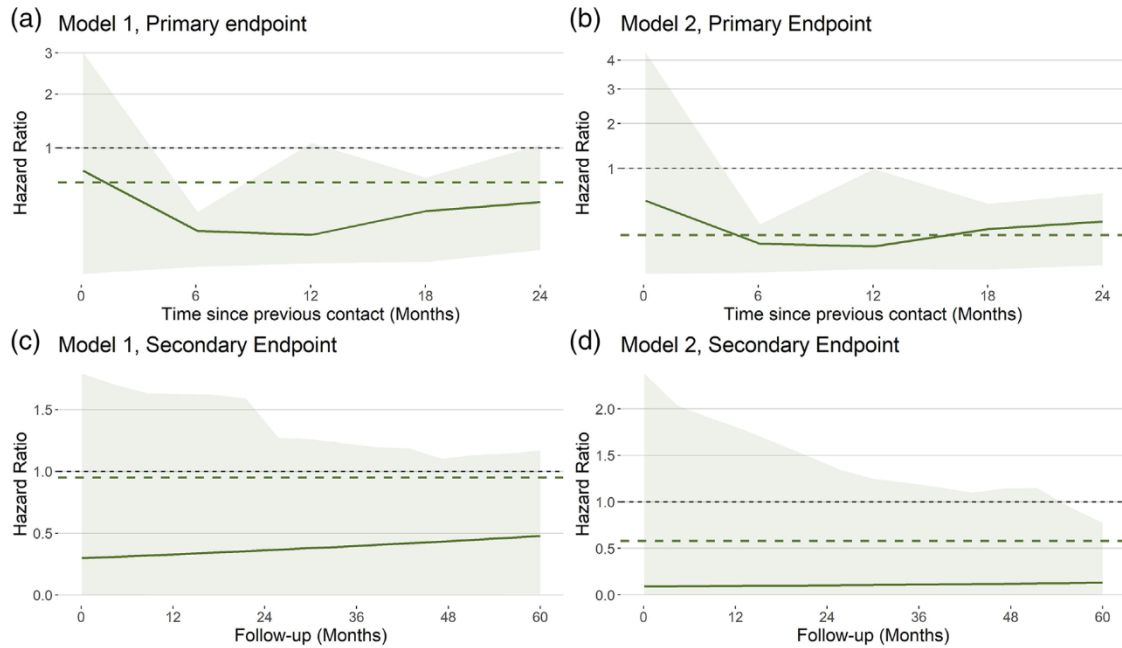 (a) Model 1, Primary endpoint
3
2
1
Hazard Ratio
0 6 12 18 24
Time since previous contact (Months)
(b) Model 2, Primary Endpoint
4
3
2
1
Hazard Ratio
0 6 12 18 24
Time since previous contact (Months)
(c) Model 1, Secondary Endpoint
1.5
1.0
0.5
0.0
Hazard Ratio
0 12 24 36 48 60
Follow-up (Months)
(d) Model 2, Secondary Endpoint
2.0
1.5
1.0
0.5
0.0
Hazard Ratio
0 12 24 36 48 60
Follow-up (Months)